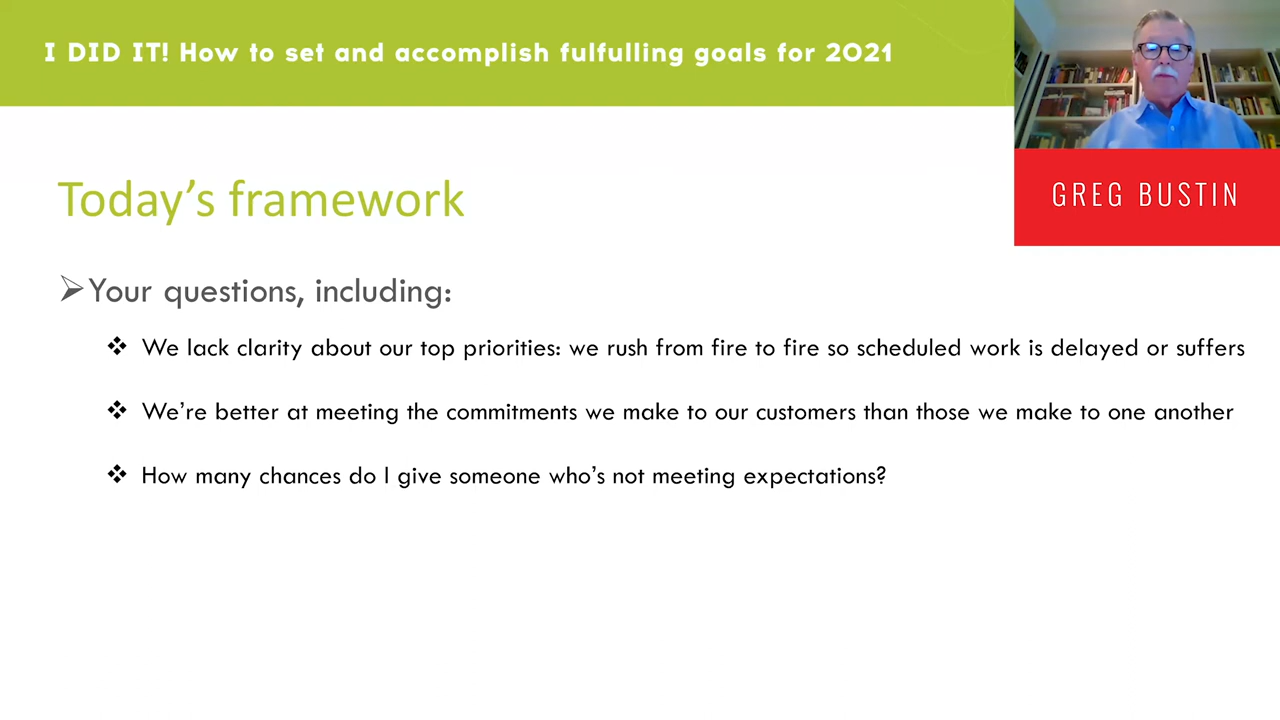 I DID IT! How to set and accomplish fulfulling goals for 2021
GREG BUSTIN
Today's framework
Your questions, including:
We lack clarity about our top priorities: we rush from fire to fire so scheduled work is delayed or suffers
We're better at meeting the commitments we make to our customers than those we make to one another
How many chances do I give someone who's not meeting expectations?